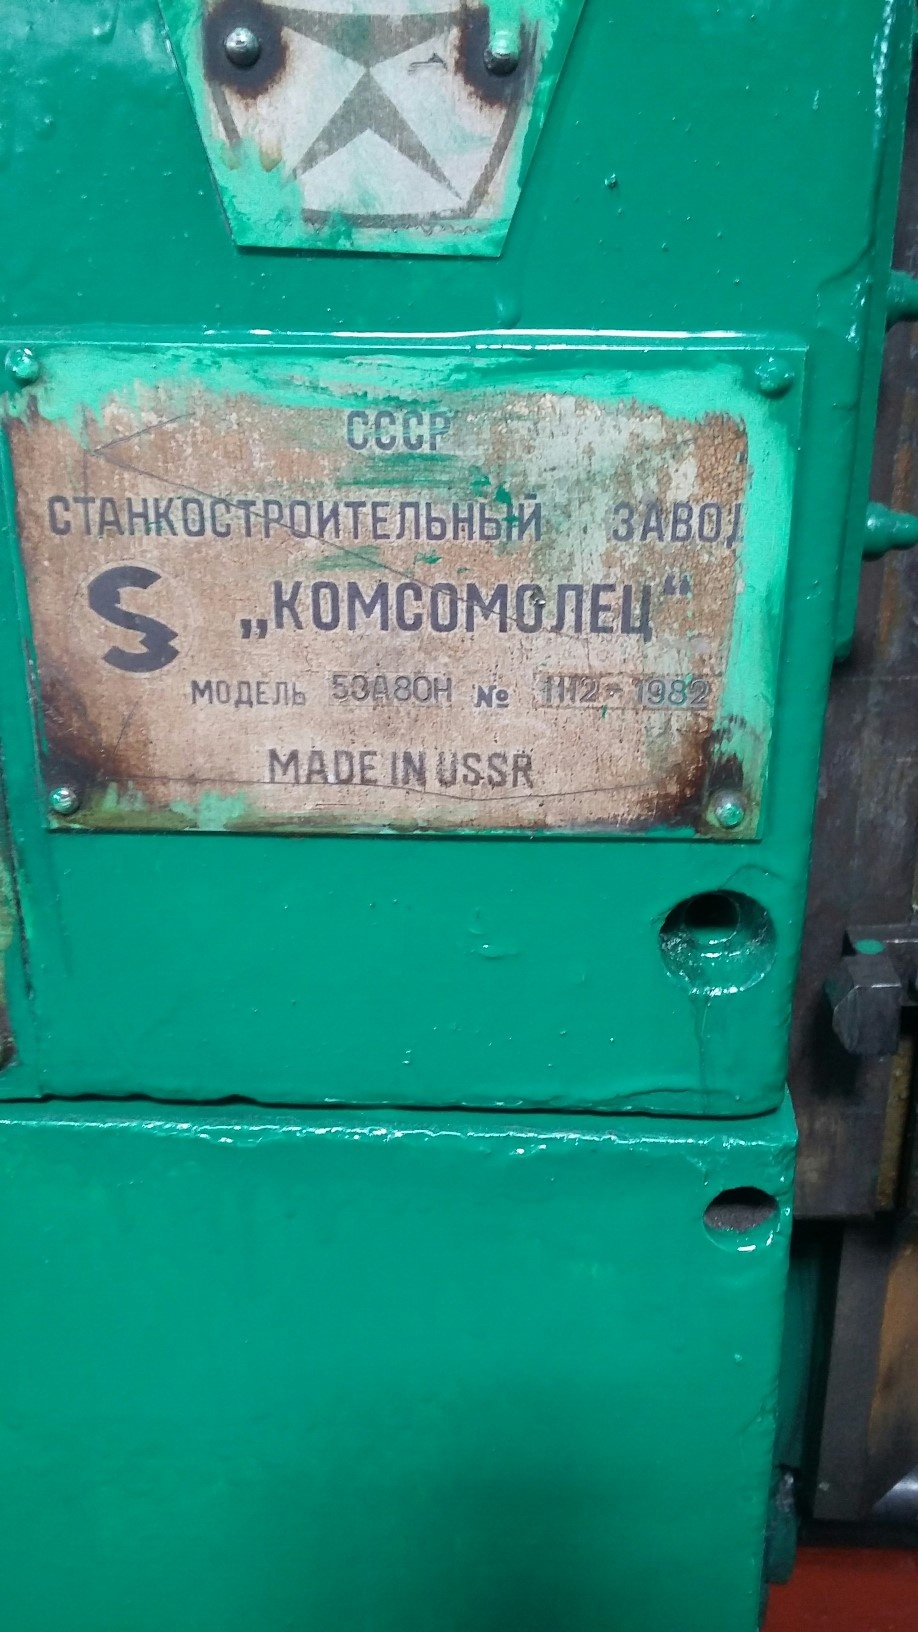 СССР
СТАНКОСТРОИТЕЛЬНЫЙ ЗАВОД
„КОМСОМОЛЕЦ“
МОДЕЛЬ 53А80Н № 1112-1982
MADE IN USSR